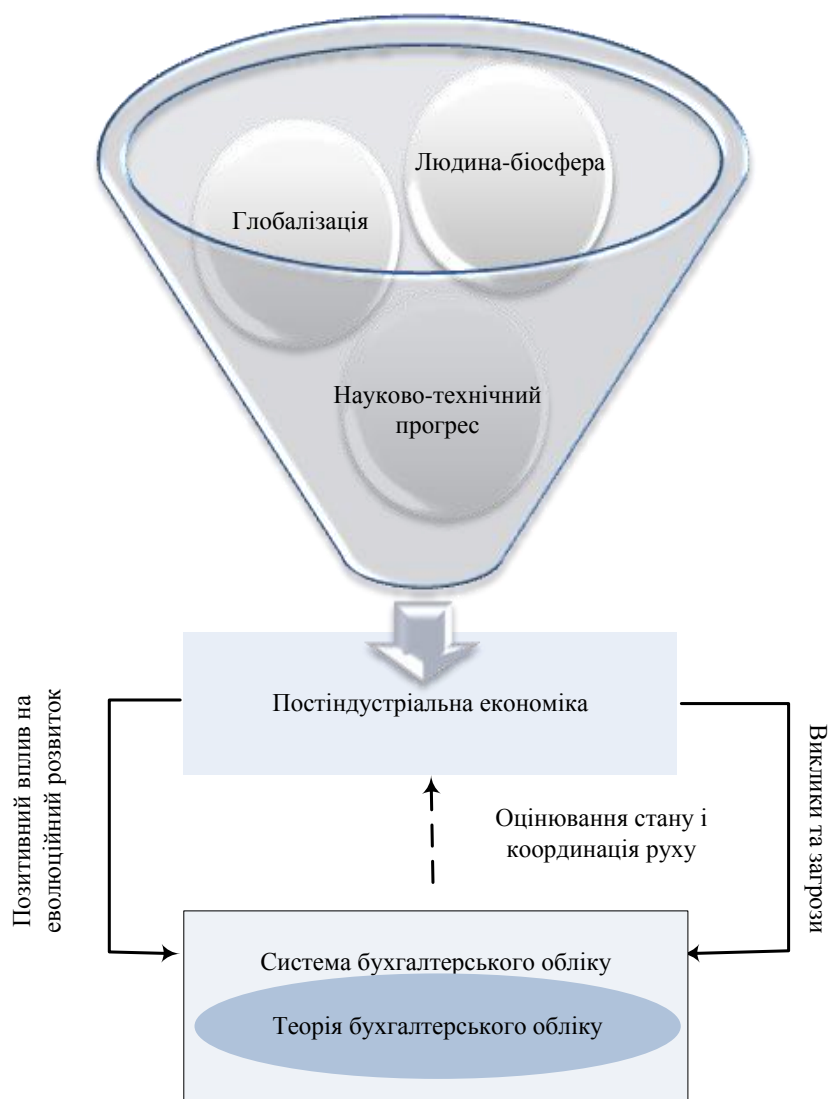 Людина-біосфера
Глобалізація
Науково-технічний
прогрес
Постіндустріальна економіка
Позитивний вплив на
еволюційний розвиток
Виклики та загрози
Оцінювання стану і
координація руху
Система бухгалтерського обліку
Теорія бухгалтерського обліку